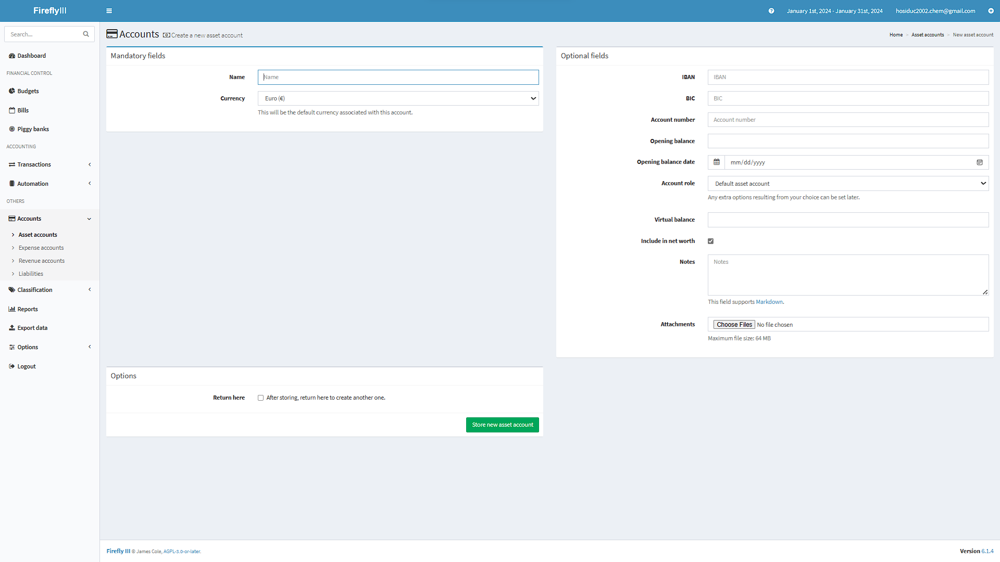 FireflyIII
January 1st, 2024 - January 31st, 2024
hosiduc2002.chem@gmail.com
Search...
Dashboard
FINANCIAL CONTROL
Budgets
Bills
Piggy banks
ACCOUNTING
Transactions
Automation
OTHERS
Accounts
Asset accounts
Expense accounts
Revenue accounts
Liabilities
Classification
Reports
Export data
Options
Logout
Accounts Create a new asset account
Home > Asset accounts > New asset account
Mandatory fields
Name Name
Currency Euro (€)
This will be the default currency associated with this account.
Optional fields
IBAN IBAN
BIC BIC
Account number Account number
Opening balance
Opening balance date mm/dd/yyyy
Account role Default asset account
Any extra options resulting from your choice can be set later.
Virtual balance
Include in net worth
Notes Notes
This field supports Markdown.
Attachments Choose Files No file chosen
Maximum file size: 64 MB
Options
Return here After storing, return here to create another one.
Store new asset account
Firefly III © James Cole, AGPL-3.0-or-later.
Version 6.1.4